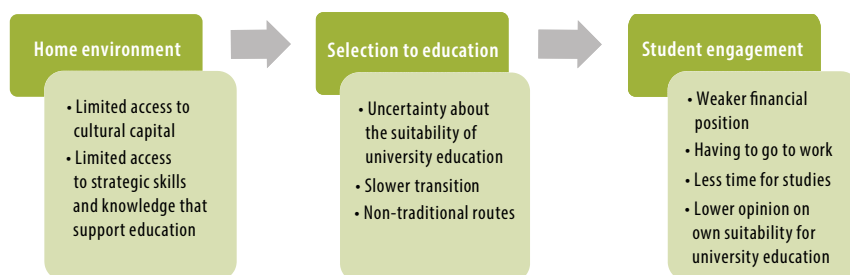 Home environment
• Limited access to
cultural capital
• Limited access
to strategic skills
and knowledge that
support education
Selection to education
• Uncertainty about
the suitability of
university education
• Slower transition
• Non-traditional routes
Student engagement
• Weaker financial
position
• Having to go to work
• Less time for studies
• Lower opinion on
own suitability for
university education